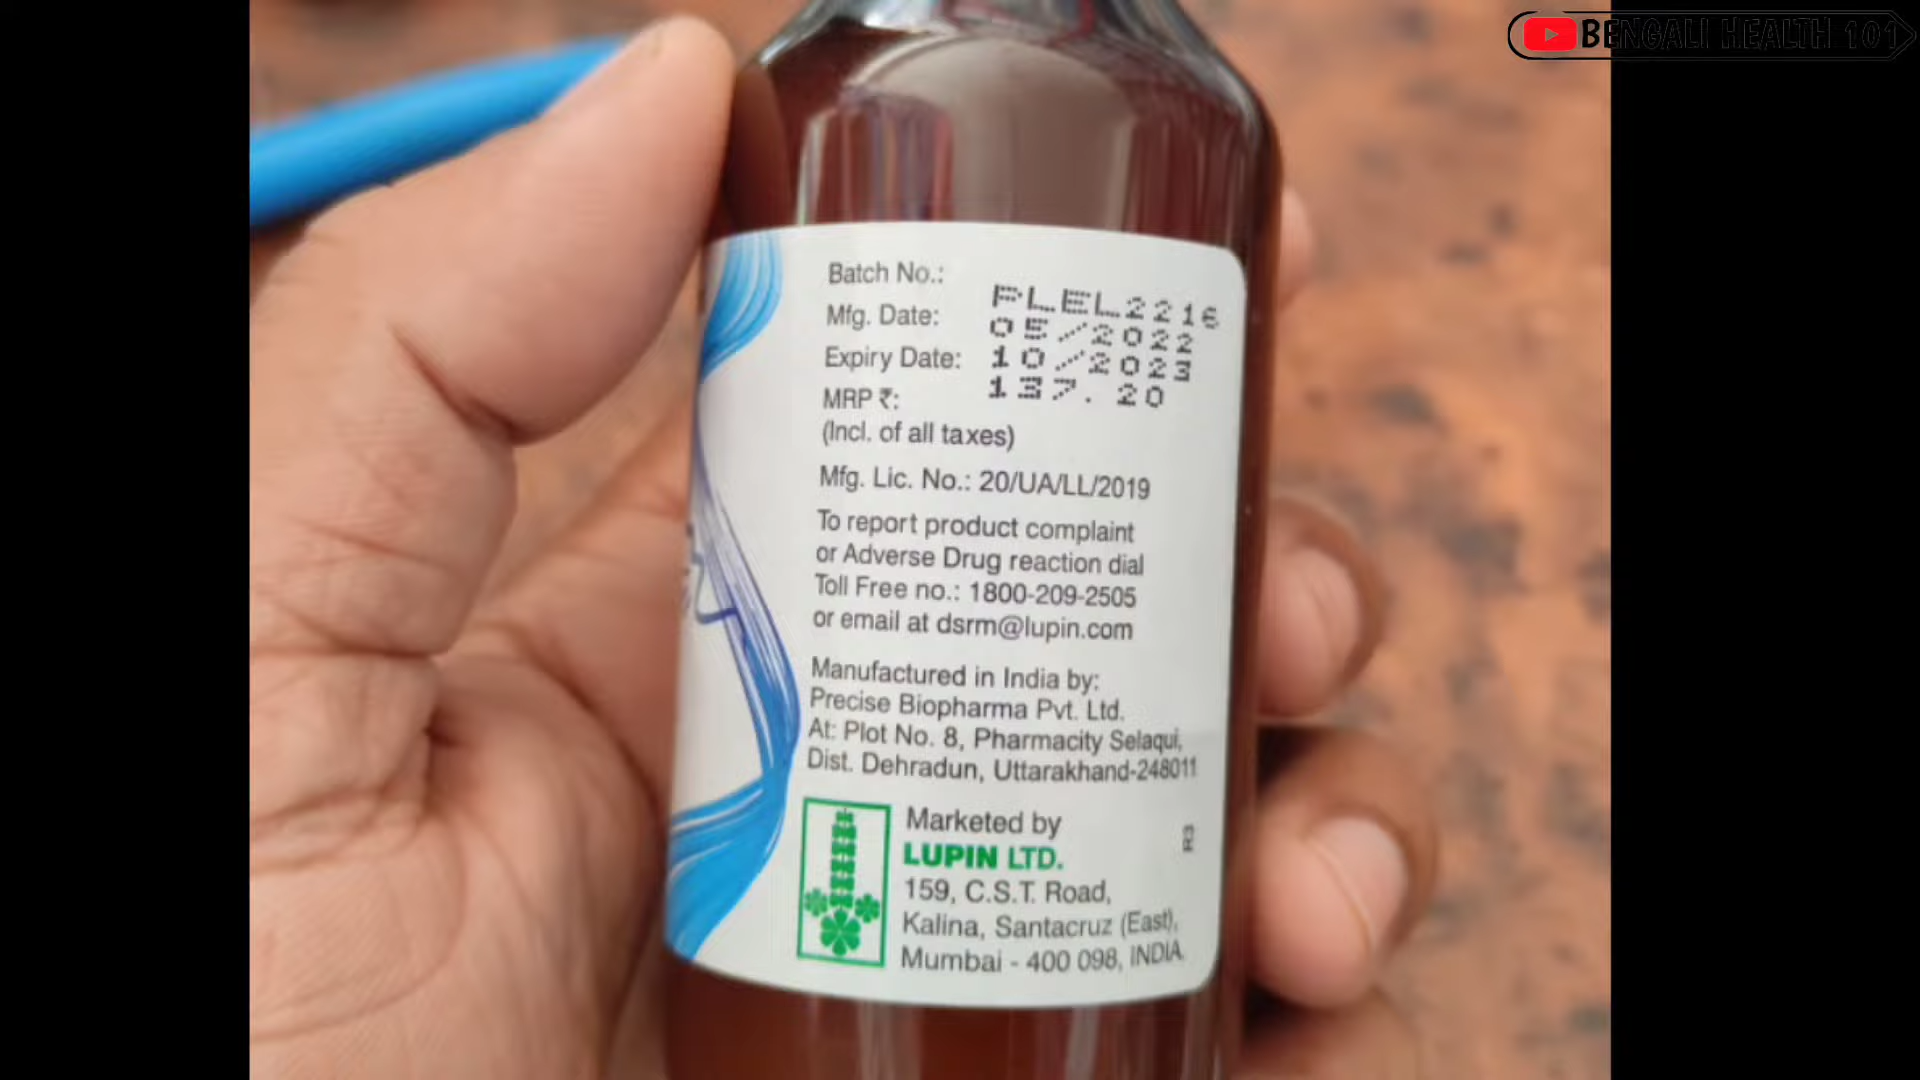 BENGALI HEALTH 101
Batch No.: PLEL2216
Mfg. Date: 05/2022
Expiry Date: 10/2023
MRP ₹: 137.20
(Incl. of all taxes)
Mfg. Lic. No.: 20/UA/LL/2019
To report product complaint
or Adverse Drug reaction dial
Toll Free no.: 1800-209-2505
or email at dsrm@lupin.com
Manufactured in India by:
Precise Biopharma Pvt. Ltd.
At: Plot No. 8, Pharmacity Selaqui,
Dist. Dehradun, Uttarakhand-248011
Marketed by
LUPIN LTD.
159, C.S.T. Road,
Kalina, Santacruz (East),
Mumbai - 400 098, INDIA
R3